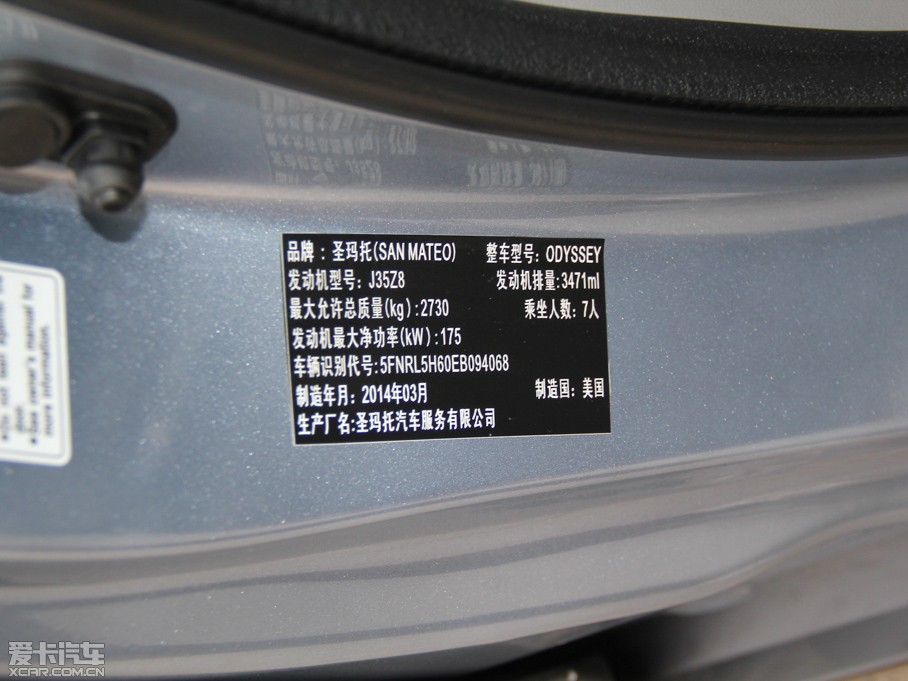 品牌：圣玛托(SAN MATEO) 整车型号：ODYSSEY
发动机型号：J35Z8 发动机排量：3471ml
最大允许总质量(kg)：2730 乘坐人数：7人
发动机最大净功率(kW)：175
车辆识别代号：5FNRL5H60EB094068
制造年月：2014年03月 制造国：美国
生产厂名：圣玛托汽车服务有限公司
owner's manual for
more information.
爱卡汽车
XCAR.COM.CN